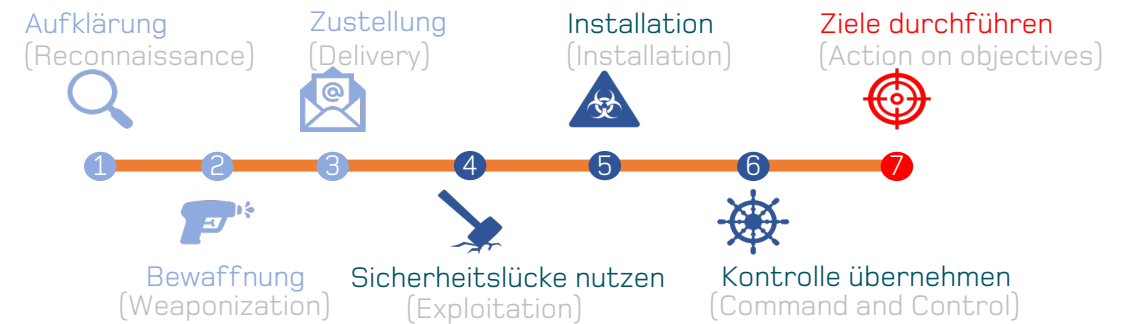 Aufklärung
(Reconnaissance)
Zustellung
(Delivery)
@
Installation
(Installation)
Ziele durchführen
(Action on objectives)
1 2 3 4 5 6 7
Bewaffnung
(Weaponization)
Sicherheitslücke nutzen
(Exploitation)
Kontrolle übernehmen
(Command and Control)